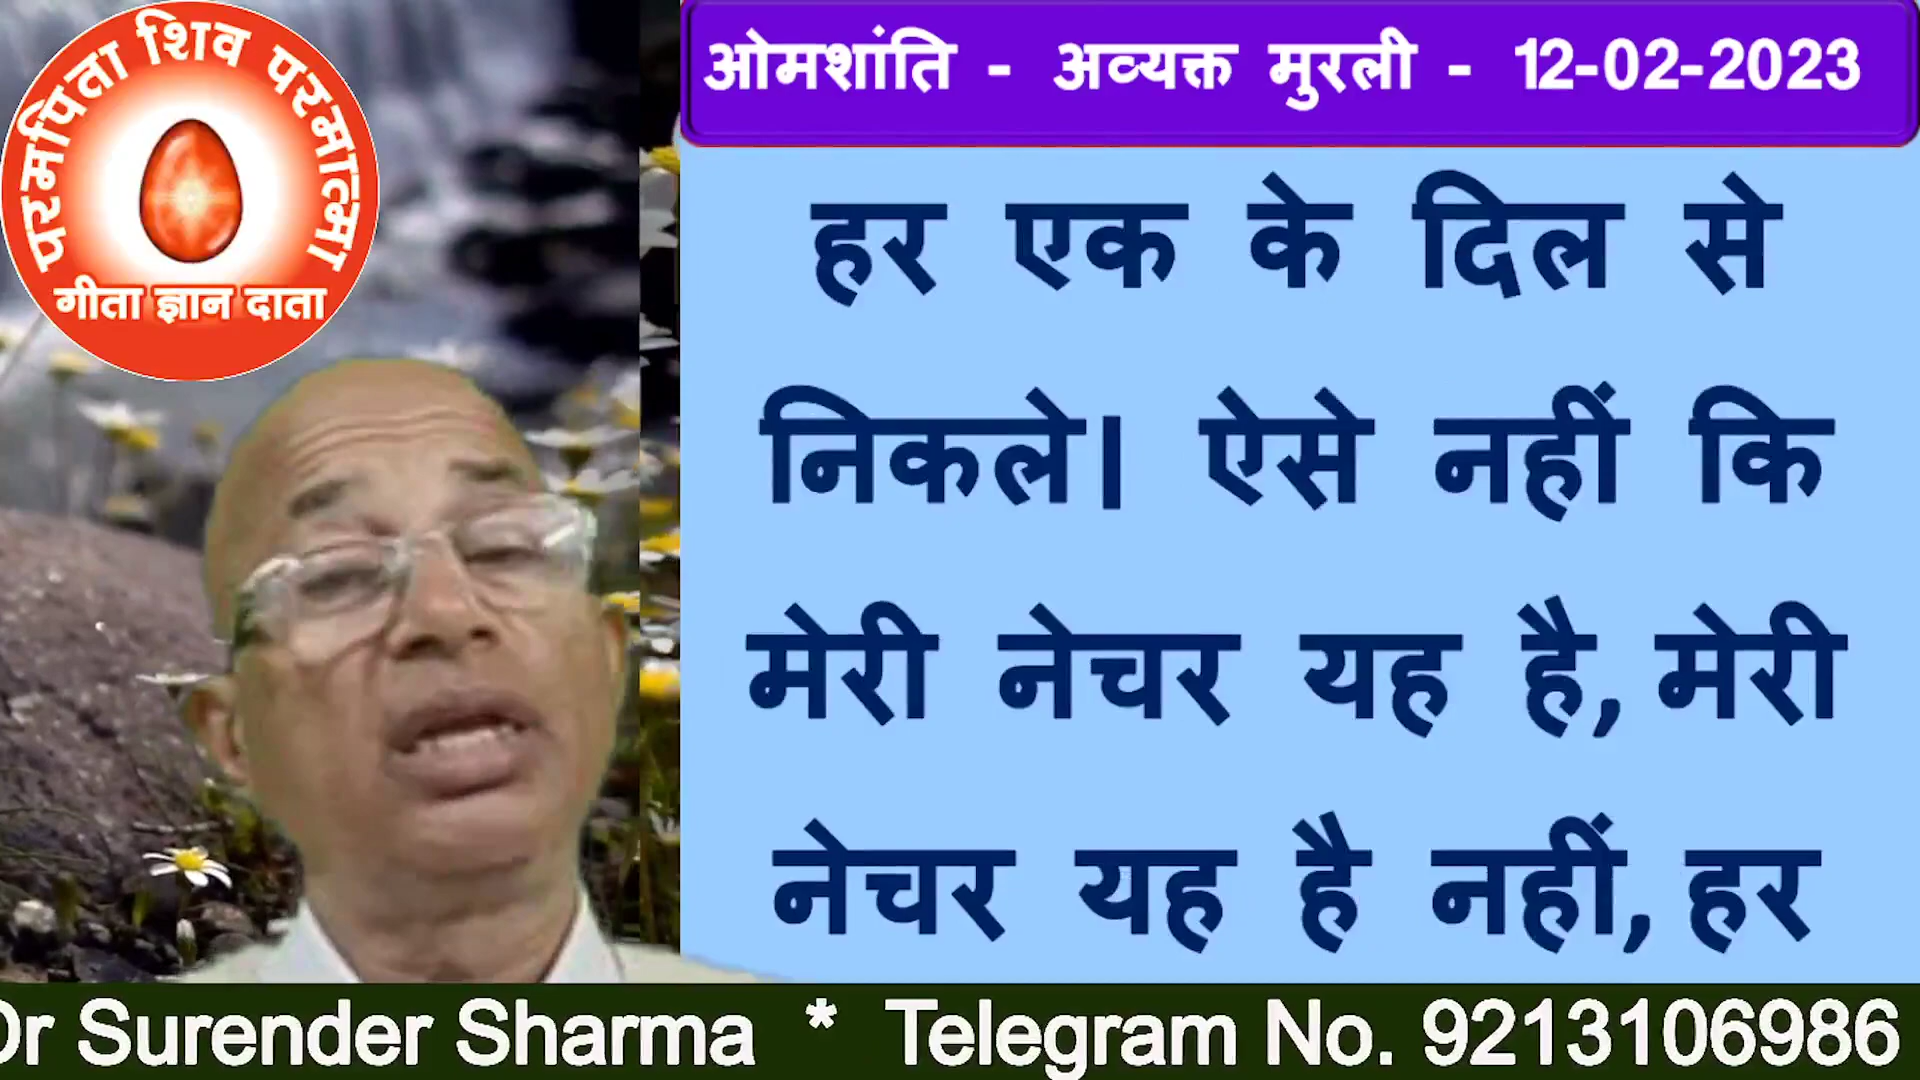 परमपिता शिव परमात्मा
गीता ज्ञान दाता
ओमशांति - अव्यक्त मुरली - 12-02-2023
हर एक के दिल से
निकले। ऐसे नहीं कि
मेरी नेचर यह है, मेरी
नेचर यह है नहीं, हर
Dr Surender Sharma * Telegram No. 9213106986